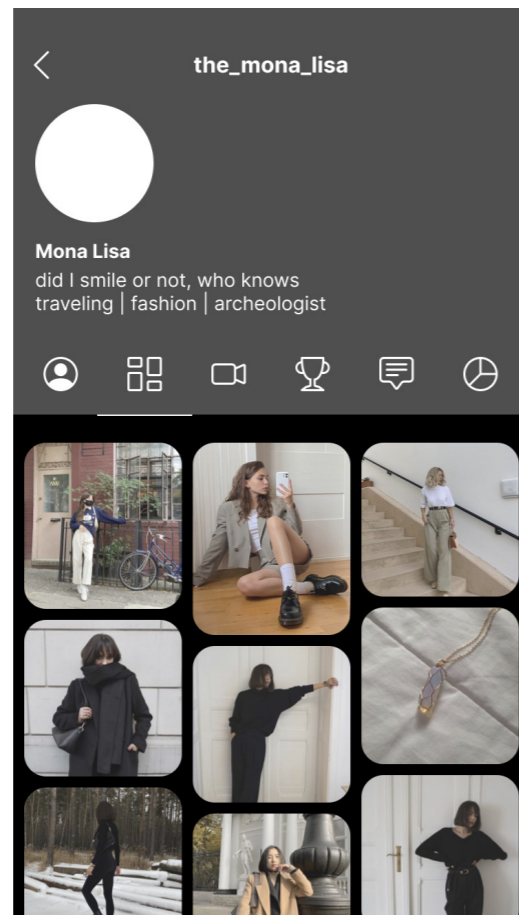 the_mona_lisa
Mona Lisa
did I smile or not, who knows
traveling | fashion | archeologist